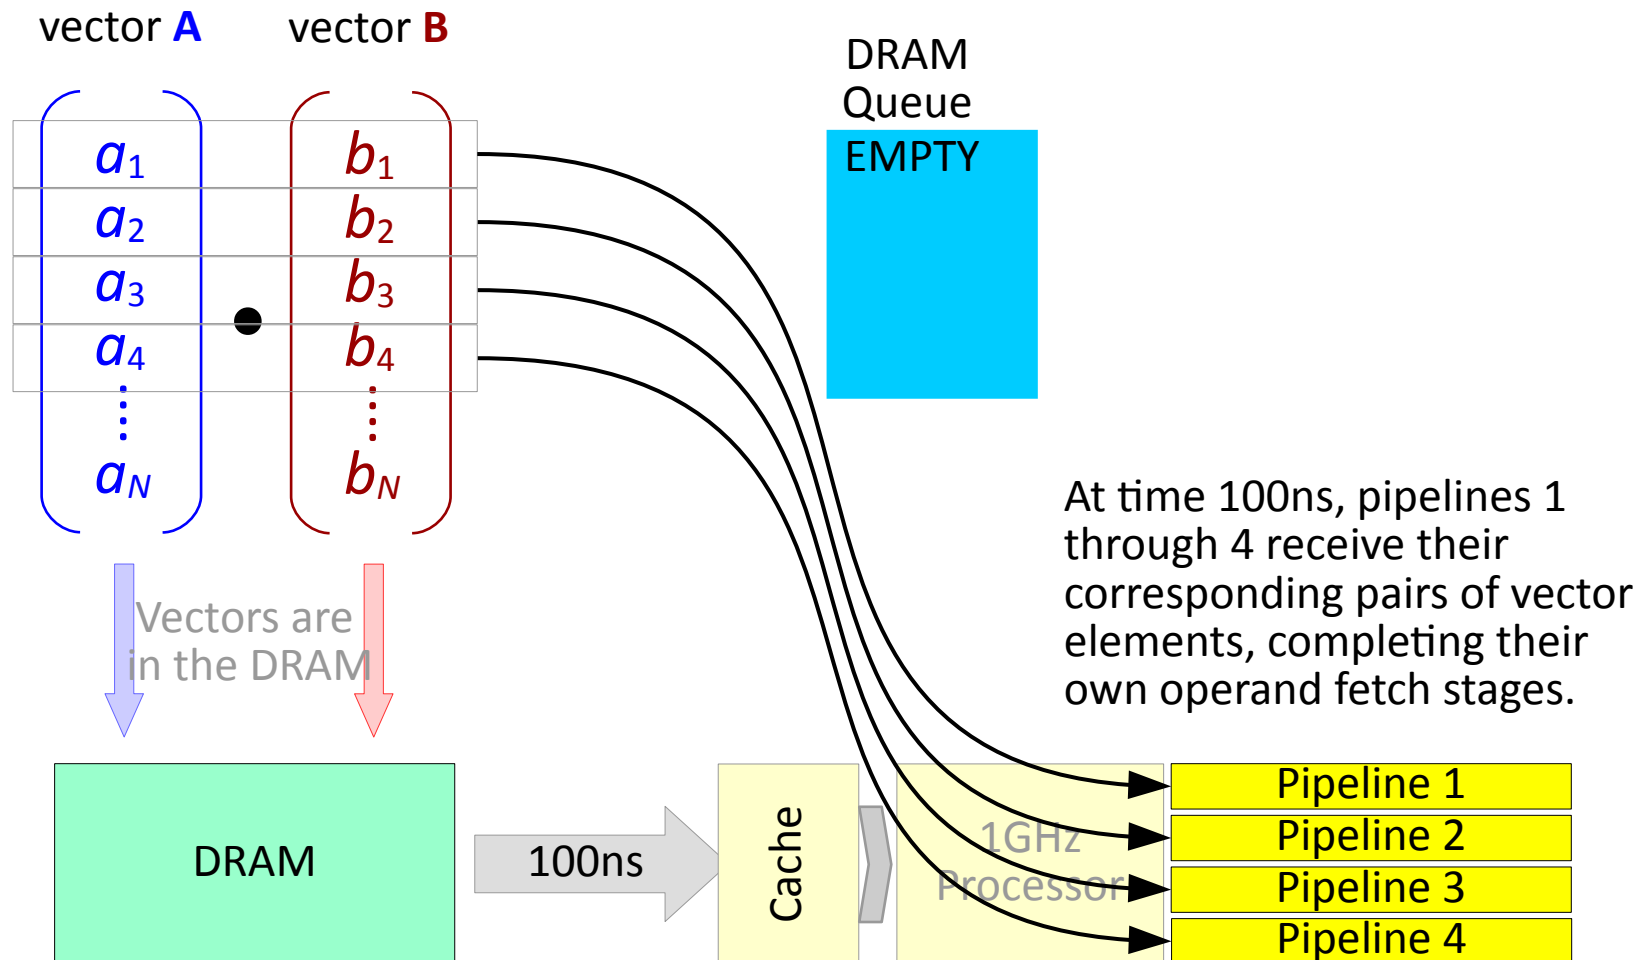 vector A vector B
DRAM
Queue
EMPTY
a1 b1
a2 b2
a3 b3
a4 b4
aN bN
At time 100ns, pipelines 1
through 4 receive their
corresponding pairs of vector
elements, completing their
own operand fetch stages.
Vectors are
in the DRAM
DRAM
100ns
Cache
1GHz
Processor
Pipeline 1
Pipeline 2
Pipeline 3
Pipeline 4